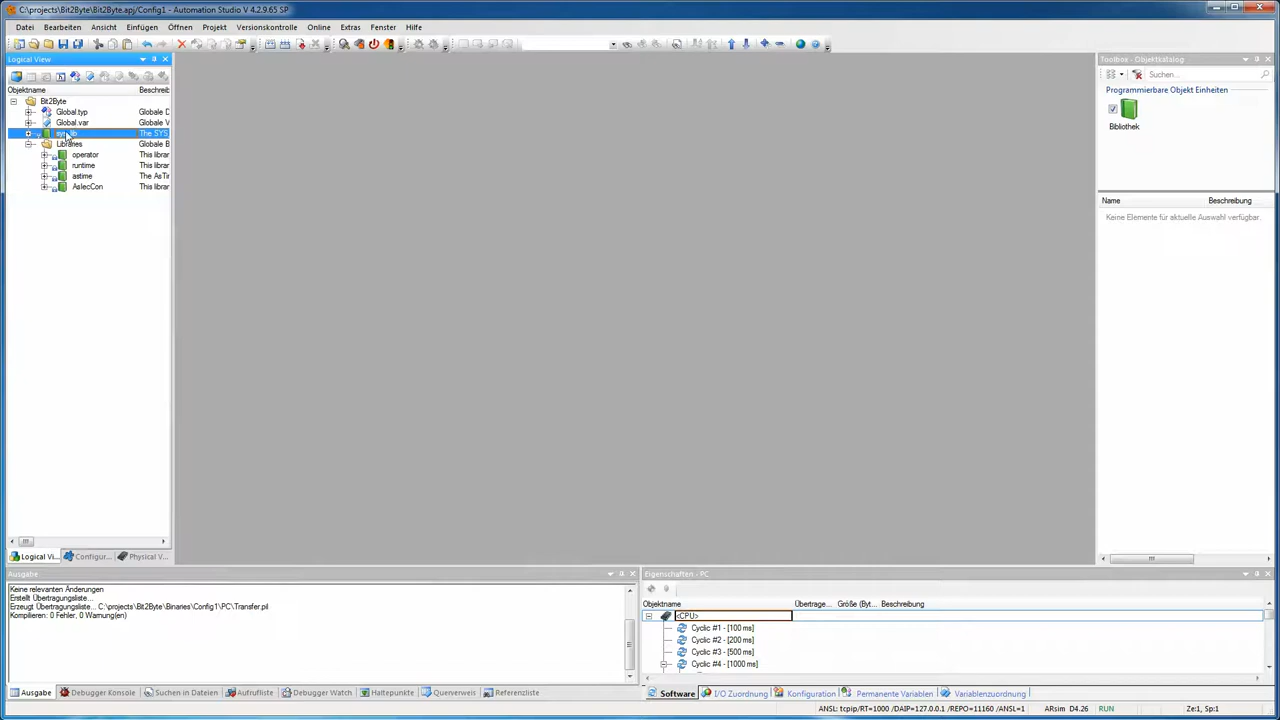 C:\projects\Bit2Byte\Bit2Byte.apj/Config1 - Automation Studio V 4.2.9.65 SP
Datei Bearbeiten Ansicht Einfügen Öffnen Projekt Versionskontrolle Online Extras Fenster Hilfe
Logical View
Objektname Beschreib
Bit2Byte
Global.typ Globale D
Global.var Globale V
The SYS
Libraries Globale B
operator This librar
runtime This librar
astime The AsTir
AsIecCon This librar
Logical Vi... Configur... Physical V...
Toolbox - Objektkatalog
Suchen...
Programmierbare Objekt Einheiten
Bibliothek
Name Beschreibung
Keine Elemente für aktuelle Auswahl verfügbar.
Ausgabe
Keine relevanten Änderungen
Erstellt Übertragungsliste...
Erzeugt Übertragungsliste... C:\projects\Bit2Byte\Binaries\Config1\PC\Transfer.pil
Kompilieren: 0 Fehler, 0 Warnung(en)
Ausgabe Debugger Konsole Suchen in Dateien Aufrufliste Debugger Watch Haltepunkte Querverweis Referenzliste
Eigenschaften - PC
Objektname Übertrage... Größe (Byt... Beschreibung
<CPU>
Cyclic #1 - [100 ms]
Cyclic #2 - [200 ms]
Cyclic #3 - [500 ms]
Cyclic #4 - [1000 ms]
Software I/O Zuordnung Konfiguration Permanente Variablen Variablenzuordnung
ANSL: tcpip/RT=1000 /DAIP=127.0.0.1 /REPO=11160 /ANSL=1 ARsim D4.26 RUN Ze:1, Sp:1